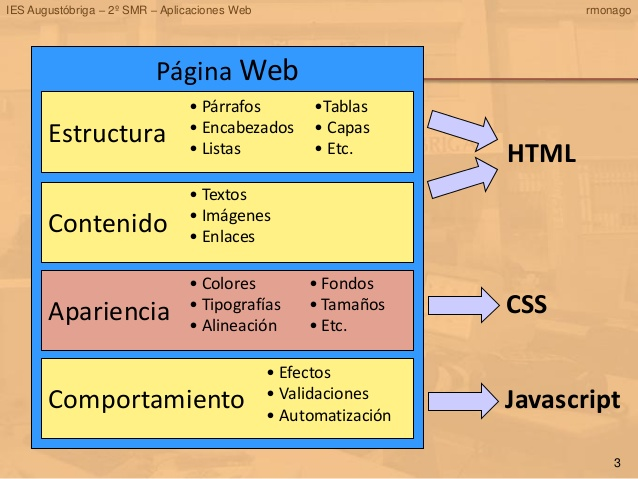 IES Augustóbriga – 2º SMR – Aplicaciones Web
rmonago
Página Web
Estructura
• Párrafos
• Encabezados
• Listas
•Tablas
• Capas
• Etc.
HTML
Contenido
• Textos
• Imágenes
• Enlaces
Apariencia
• Colores
• Tipografías
• Alineación
• Fondos
• Tamaños
• Etc.
CSS
Comportamiento
• Efectos
• Validaciones
• Automatización
Javascript
3